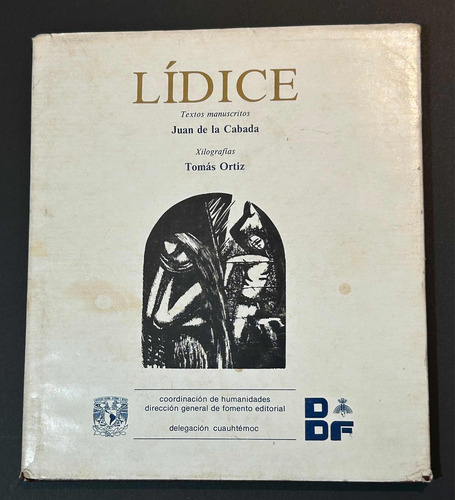 LÍDICE
Textos manuscritos
Juan de la Cabada
Xilografías
Tomás Ortiz
coordinación de humanidades
dirección general de fomento editorial
delegación cuauhtémoc
D
DF